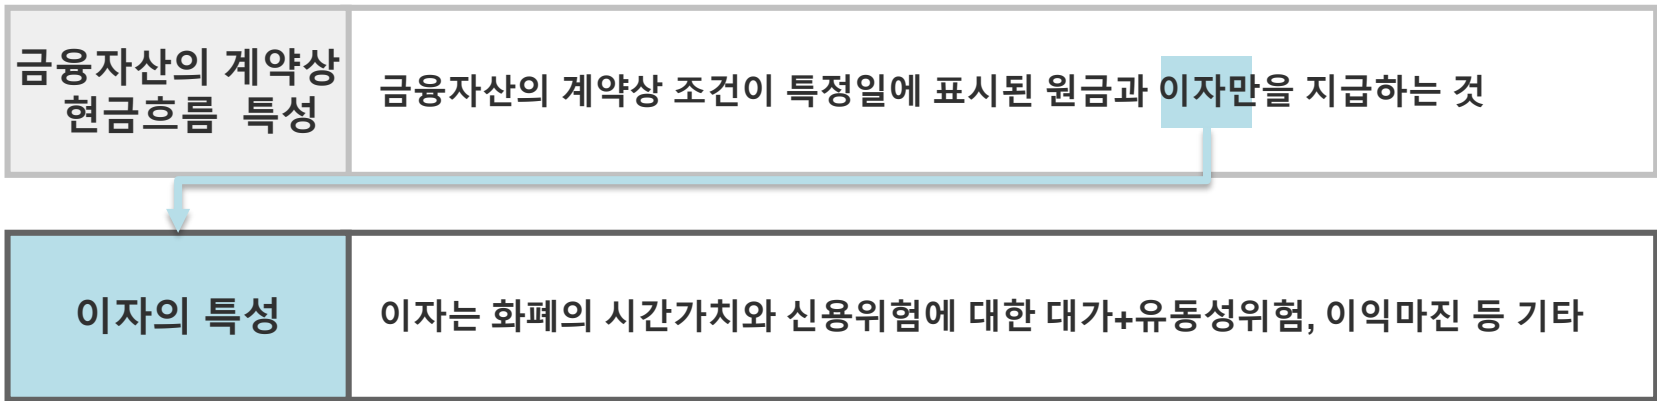 금융자산의 계약상
현금흐름 특성
금융자산의 계약상 조건이 특정일에 표시된 원금과 이자만을 지급하는 것
이자의 특성
이자는 화폐의 시간가치와 신용위험에 대한 대가+유동성위험, 이익마진 등 기타